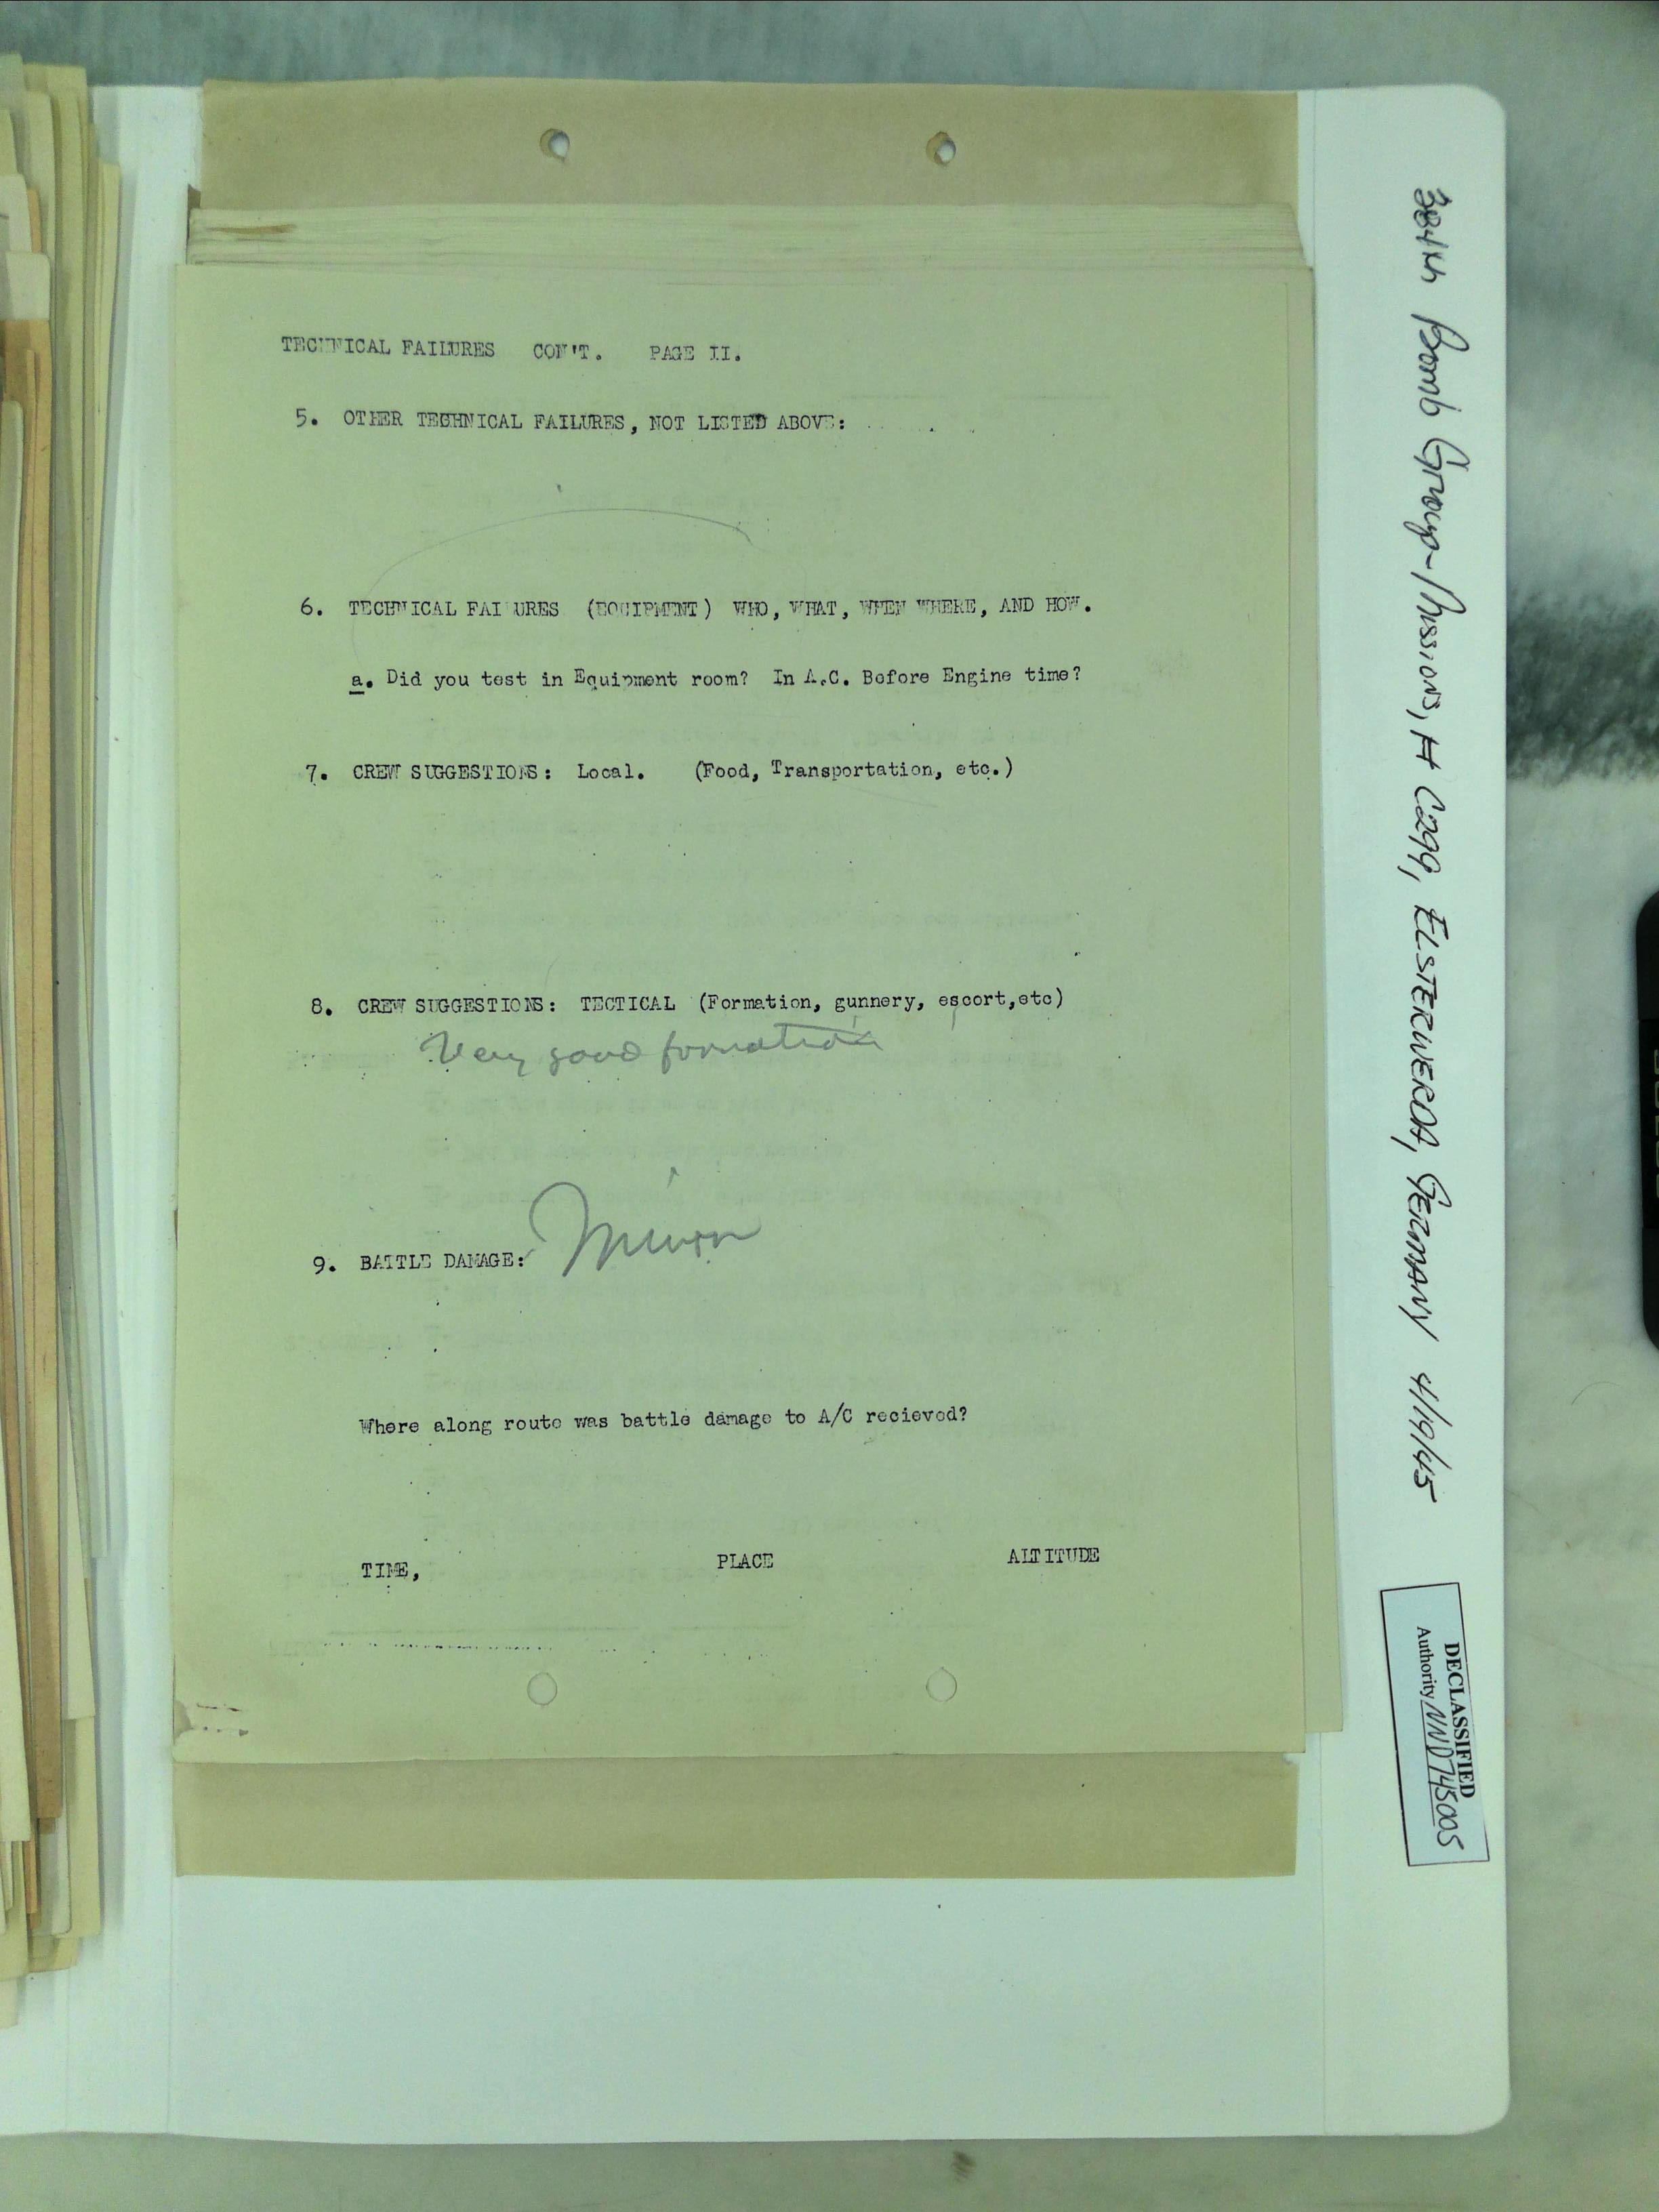 TECHNICAL FAILURES CON'T. PAGE II.
5. OTHER TECHNICAL FAILURES, NOT LISTED ABOVE:
6. TECHNICAL FAILURES (EQUIPMENT) WHO, WHAT, WHEN WHERE, AND HOW.
a. Did you test in Equipment room? In A.C. Before Engine time?
7. CREW SUGGESTIONS: Local. (Food, Transportation, etc.)
8. CREW SUGGESTIONS: TECTICAL (Formation, gunnery, escort,etc)
Very good formation
9. BATTLE DAMAGE: Minor
Where along route was battle damage to A/C recieved?
TIME, PLACE ALTITUDE
384th Bomb Group-Missions, # C299, ELSTERWERDA, GERMANY 4/19/45
DECLASSIFIED
Authority NND745005